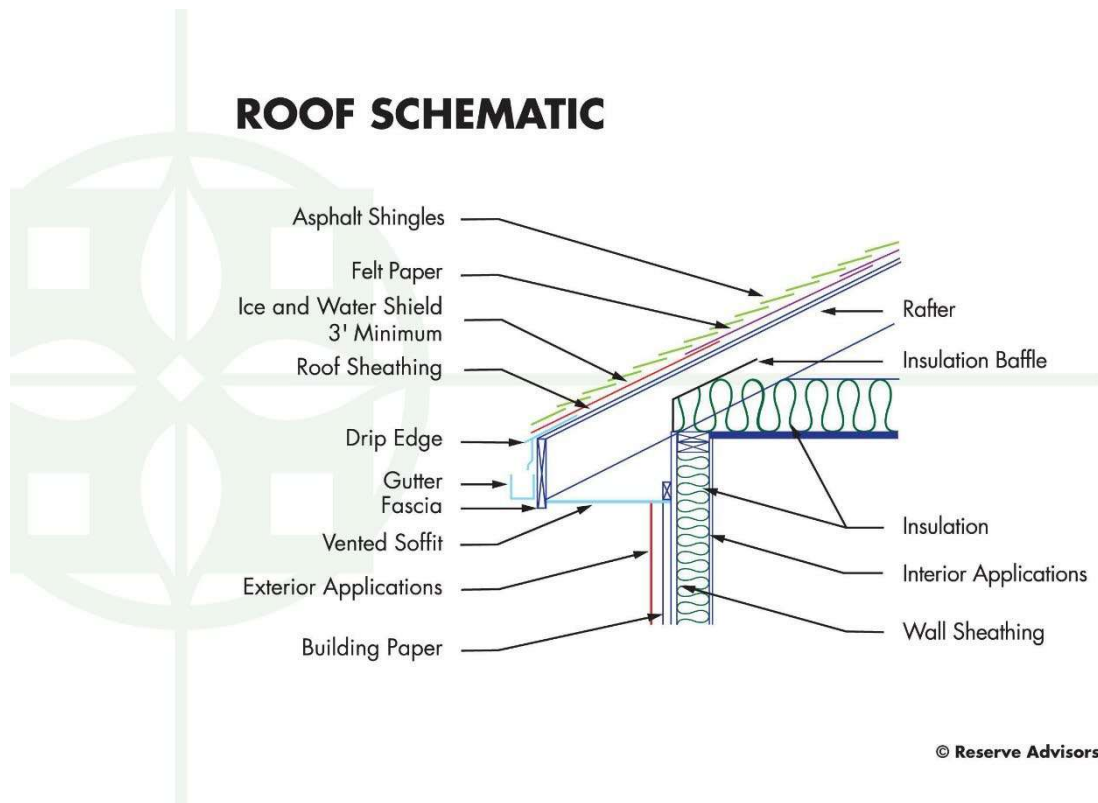 ROOF SCHEMATIC
Asphalt Shingles
Felt Paper
Ice and Water Shield
3' Minimum
Roof Sheathing
Drip Edge
Gutter
Fascia
Vented Soffit
Exterior Applications
Building Paper
Rafter
Insulation Baffle
Insulation
Interior Applications
Wall Sheathing
© Reserve Advisors